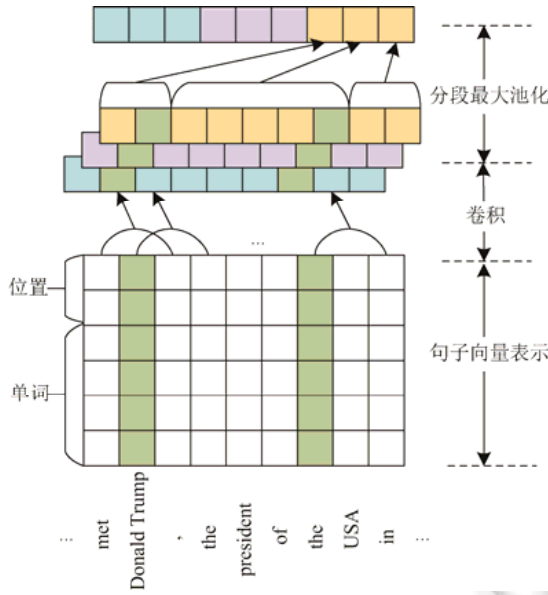 分段最大池化
卷积
...
位置
句子向量表示
单词
... met Donald Trump , the president of the USA in ...